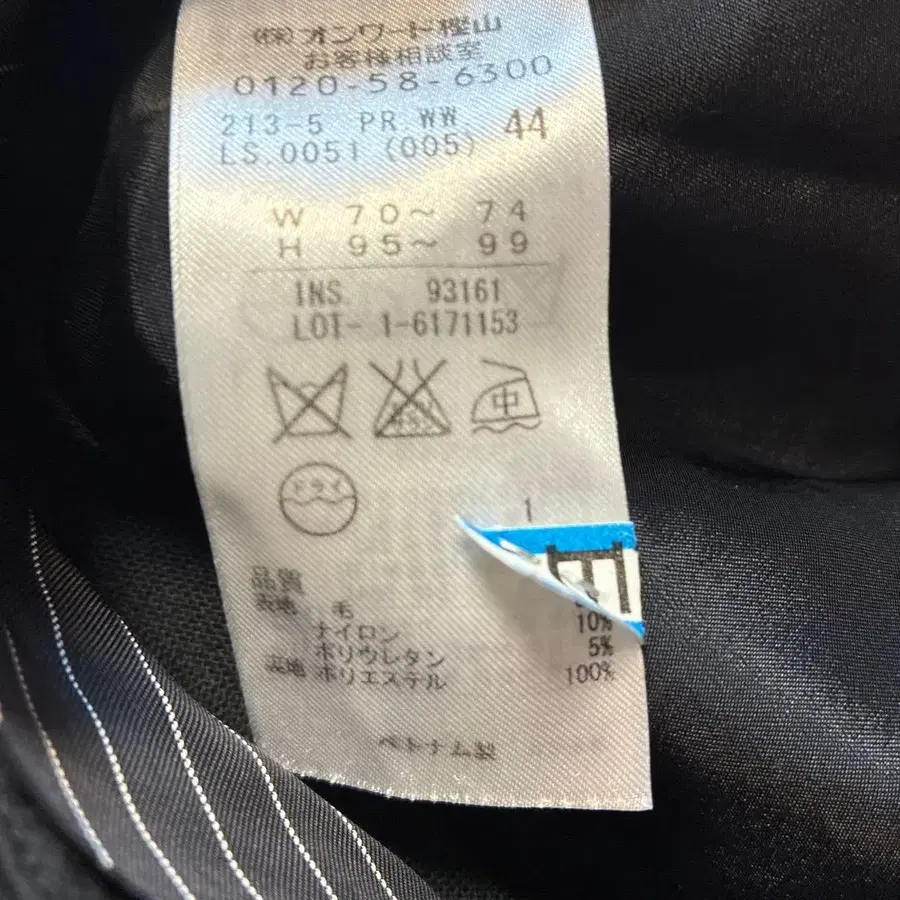 (株)オンワード樫山
お客様相談室
0120-58-6300
213-5 PR WW 44
LS.0051 (005)
W 70～ 74
H 95～ 99
INS. 93161
LOT- 1-6171153
中
ドライ
1
品質
表地 毛
ナイロン 10%
ポリウレタン 5%
裏地 ポリエステル 100%
ベトナム製